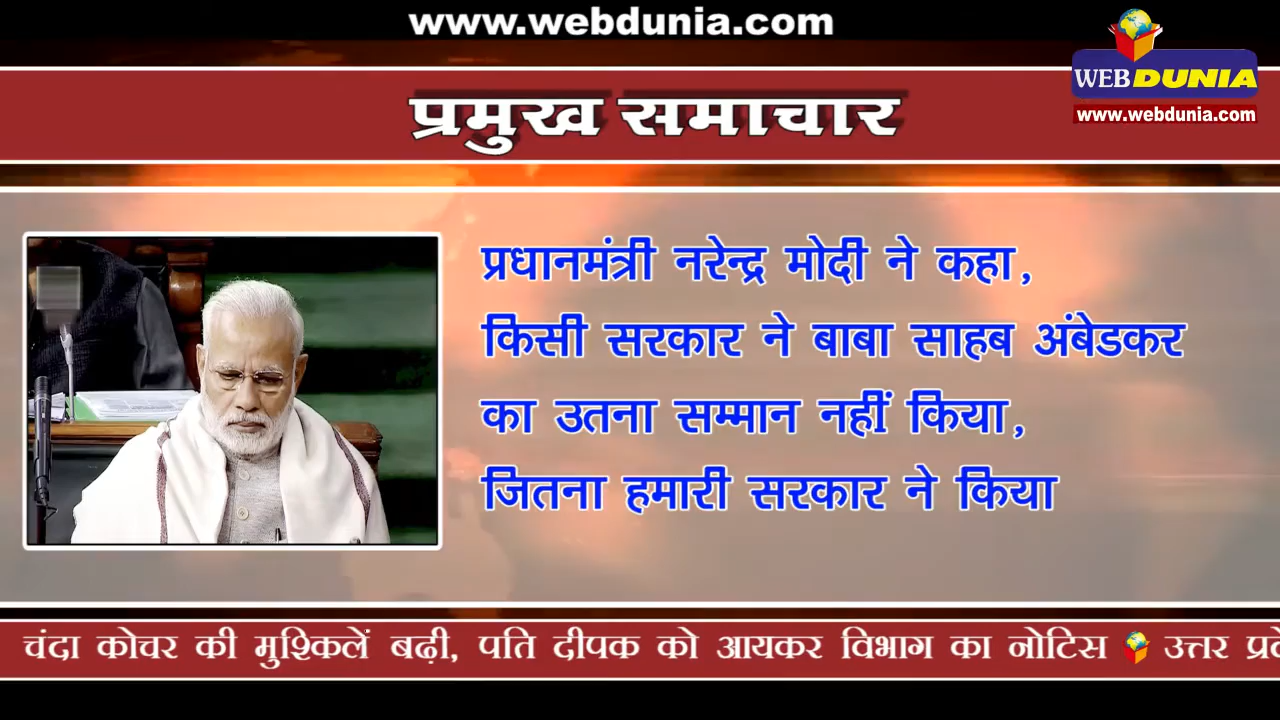 www.webdunia.com
WEBDUNIA
www.webdunia.com
प्रमुख समाचार
प्रधानमंत्री नरेन्द्र मोदी ने कहा,
किसी सरकार ने बाबा साहब अंबेडकर
का उतना सम्मान नहीं किया,
जितना हमारी सरकार ने किया
चंदा कोचर की मुश्किलें बढ़ी, पति दीपक को आयकर विभाग का नोटिस उत्तर प्रदे